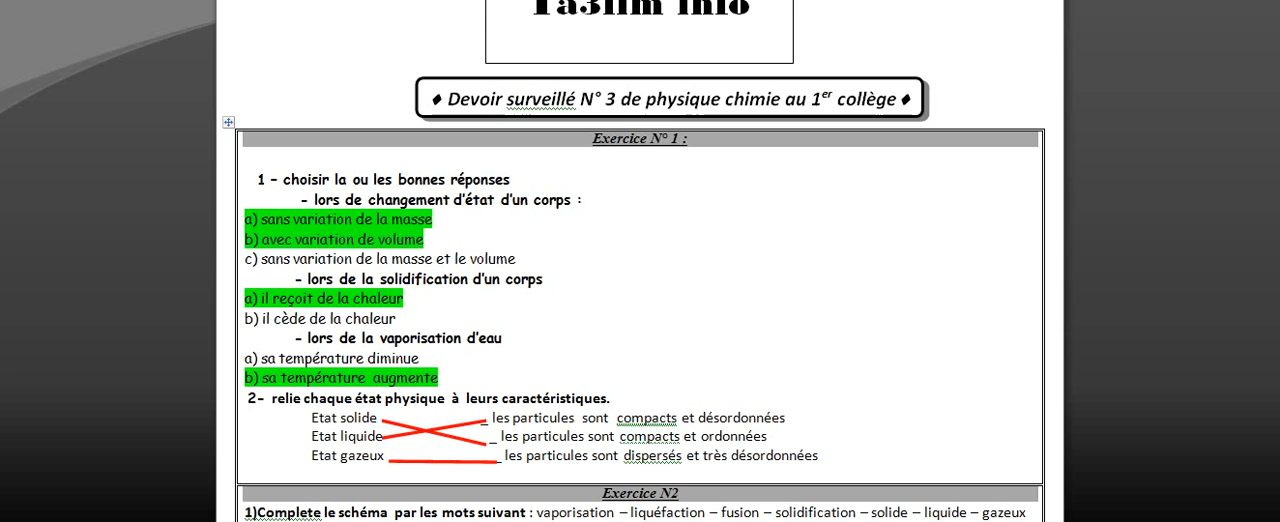 Ta3lim info
♦ Devoir surveillé N° 3 de physique chimie au 1er collège ♦
Exercice N° 1 :
1 – choisir la ou les bonnes réponses
- lors de changement d'état d'un corps :
a) sans variation de la masse
b) avec variation de volume
c) sans variation de la masse et le volume
- lors de la solidification d'un corps
a) il reçoit de la chaleur
b) il cède de la chaleur
- lors de la vaporisation d'eau
a) sa température diminue
b) sa température augmente
2- relie chaque état physique à leurs caractéristiques.
Etat solide _ les particules sont compacts et désordonnées
Etat liquide _ les particules sont compacts et ordonnées
Etat gazeux _ les particules sont dispersés et très désordonnées
Exercice N2
1)Complete le schéma par les mots suivant : vaporisation – liquéfaction – fusion – solidification – solide – liquide – gazeux